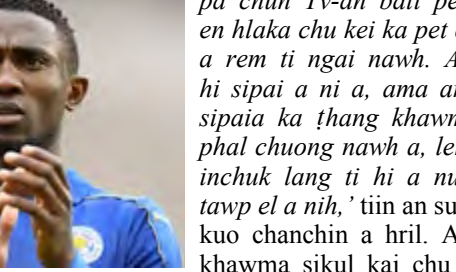 pa chun Tv-ah ball pe
en hlaka chu kei ka pet
a rem ti ngai nawh. A
hi sipai a ni a, ama a
sipaia ka ṭhang khawm
phal chuong nawh a, le
inchuk lang ti hi a nu
tawp el a nih,' tiin an su
kuo chanchin a hril. A
khawma sikul kai chu